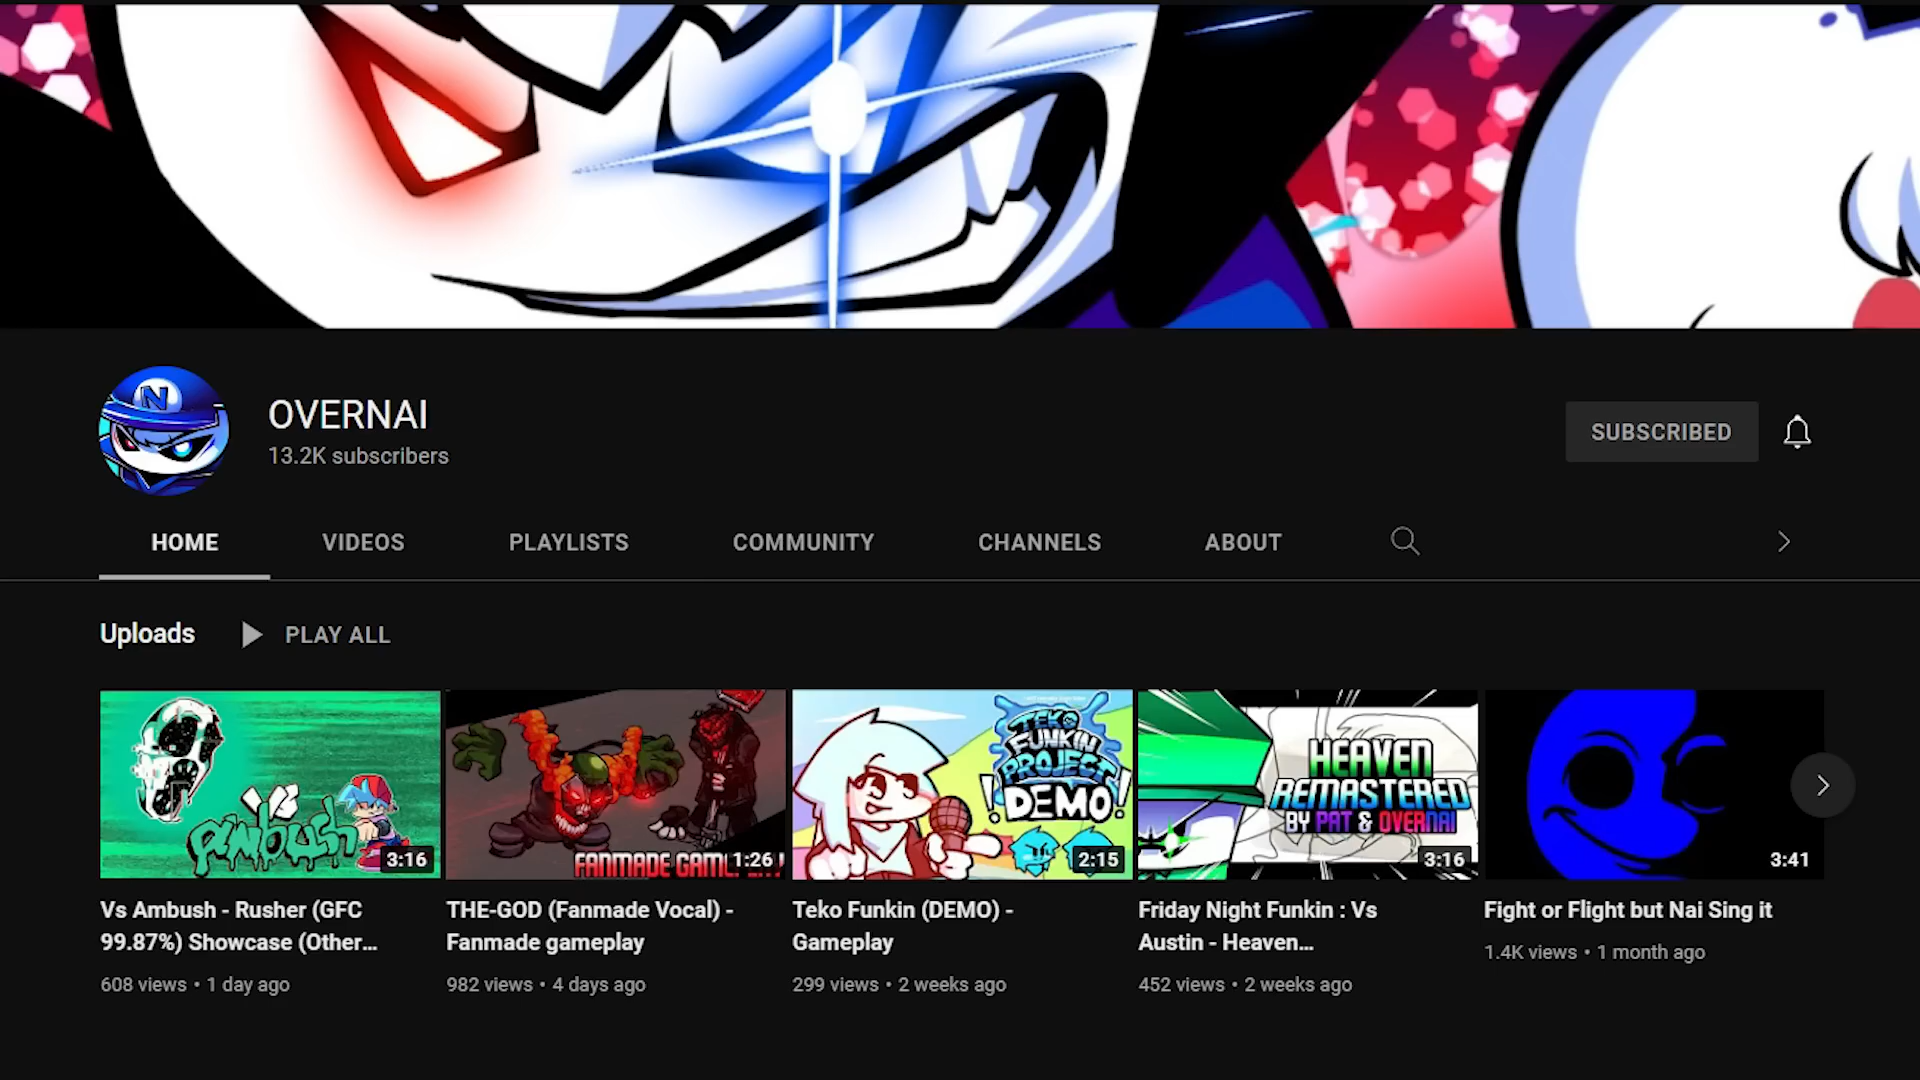 N
OVERNAI
13.2K subscribers
SUBSCRIBED
HOME VIDEOS PLAYLISTS COMMUNITY CHANNELS ABOUT
Uploads PLAY ALL
AMBUSH
3:16
FANMADE
1:26
TEKO
FUNKIN
PROJECT
!DEMO!
2:15
HEAVEN
REMASTERED
BY PAT & OVERNAI
3:16
3:41
Vs Ambush - Rusher (GFC
99.87%) Showcase (Other...
608 views • 1 day ago
THE-GOD (Fanmade Vocal) -
Fanmade gameplay
982 views • 4 days ago
Teko Funkin (DEMO) -
Gameplay
299 views • 2 weeks ago
Friday Night Funkin : Vs
Austin - Heaven...
452 views • 2 weeks ago
Fight or Flight but Nai Sing it
1.4K views • 1 month ago